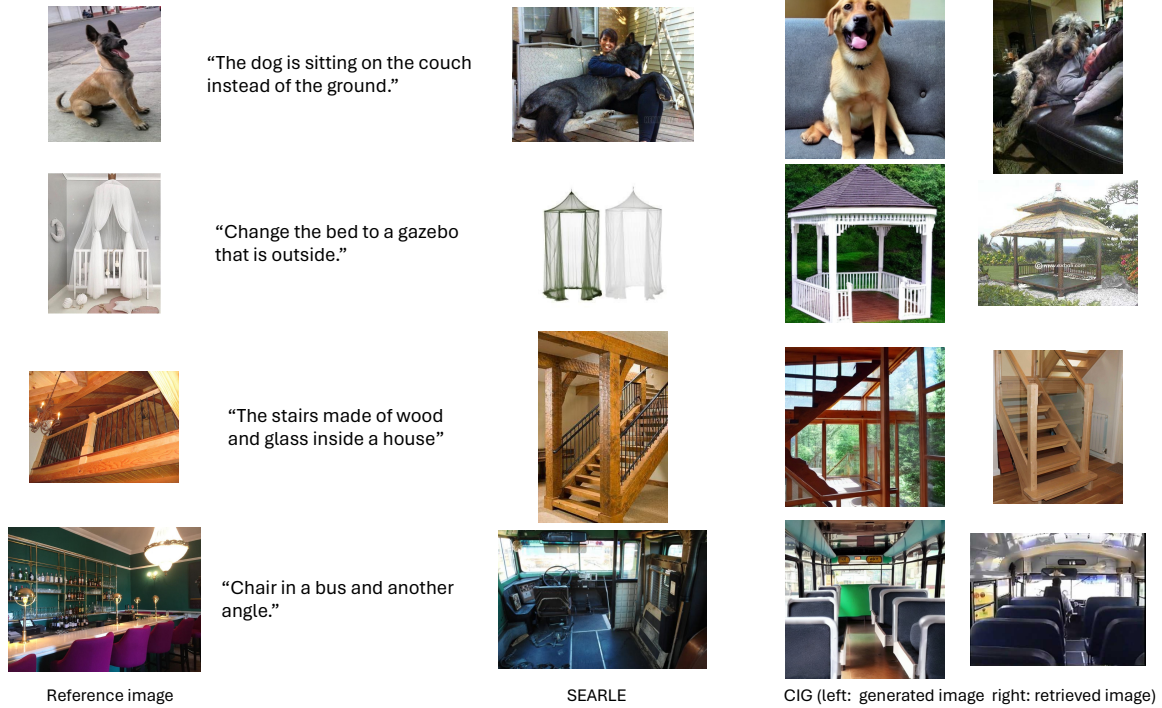 “The dog is sitting on the couch
instead of the ground.”
“Change the bed to a gazebo
that is outside.”
“The stairs made of wood
and glass inside a house”
“Chair in a bus and another
angle.”
Reference image
SEARLE
CIG (left: generated image right: retrieved image)